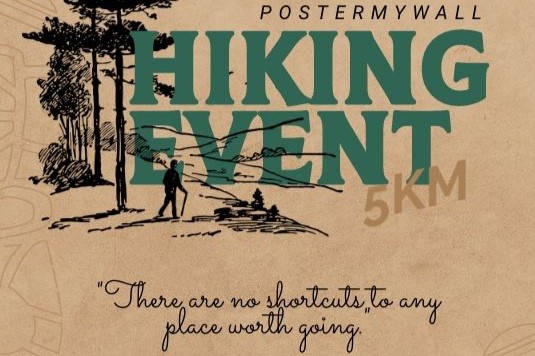 POSTERMYWALL
HIKING
EVENT
5KM
"There are no shortcuts to any
place worth going."